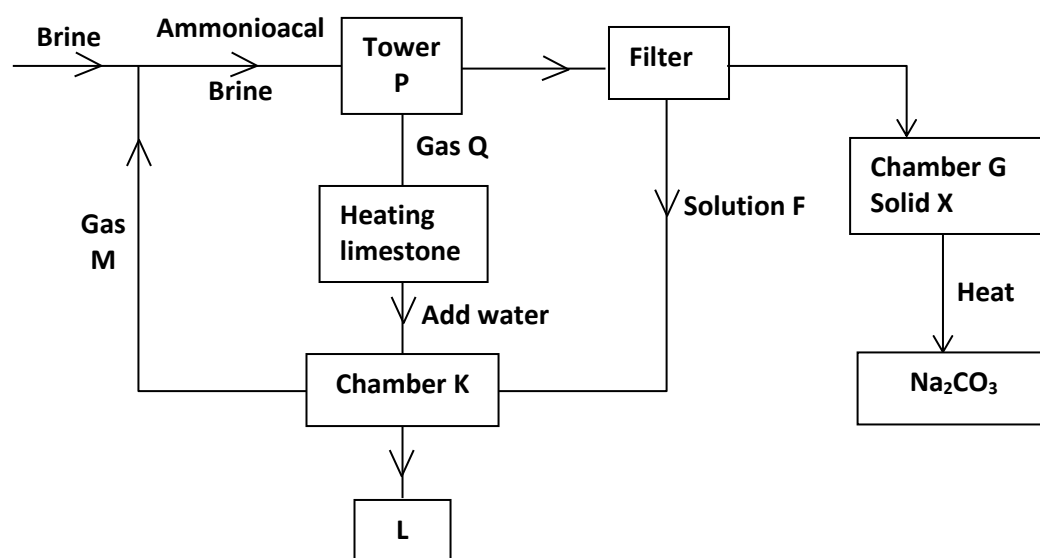 Brine
Ammonioacal
Brine
Tower
P
Filter
Gas Q
Chamber G
Solid X
Gas
M
Heating
limestone
Solution F
Heat
Add water
Chamber K
Na₂CO₃
L